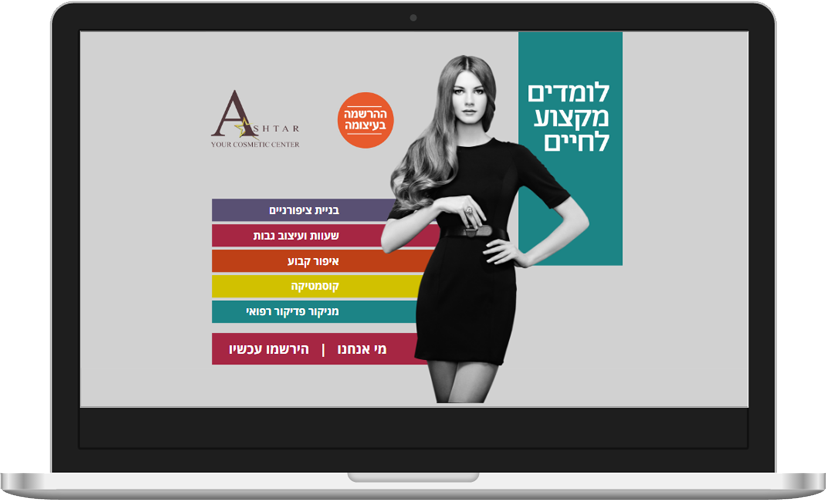 ASHTAR
YOUR COSMETIC CENTER
ההרשמה
בעיצומה
לומדים
מקצוע
לחיים
בניית ציפורניים
שעוות ועיצוב גבות
איפור קבוע
קוסמטיקה
מניקור פדיקור רפואי
מי אנחנו | הירשמו עכשיו